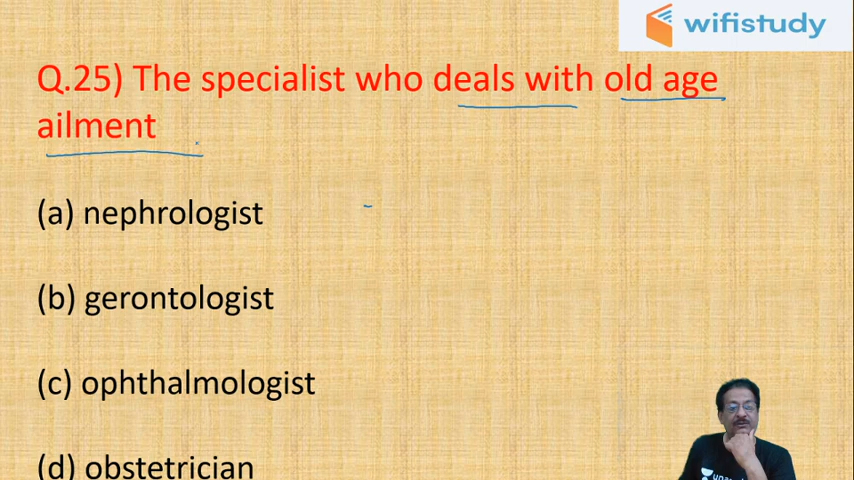 wifistudy
Q.25) The specialist who deals with old age
ailment
(a) nephrologist
(b) gerontologist
(c) ophthalmologist
(d) obstetrician